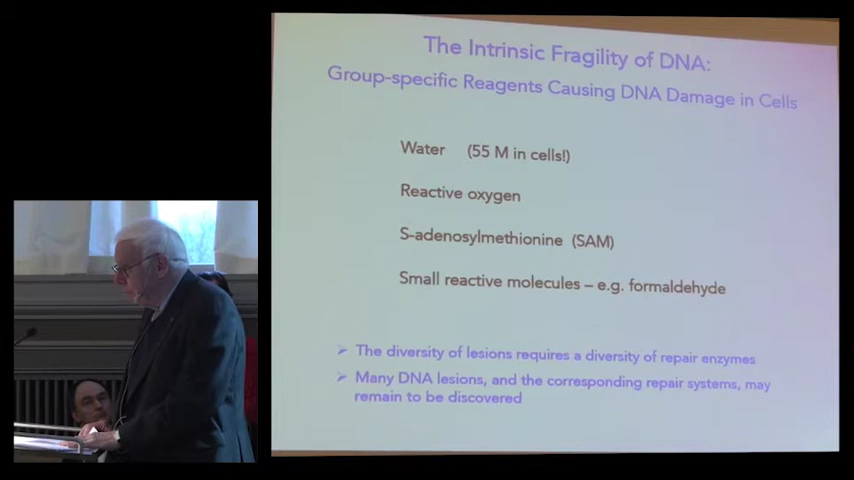 The Intrinsic Fragility of DNA:
Group-specific Reagents Causing DNA Damage in Cells
Water (55 M in cells!)
Reactive oxygen
S-adenosylmethionine (SAM)
Small reactive molecules – e.g. formaldehyde
➢ The diversity of lesions requires a diversity of repair enzymes
➢ Many DNA lesions, and the corresponding repair systems, may
remain to be discovered